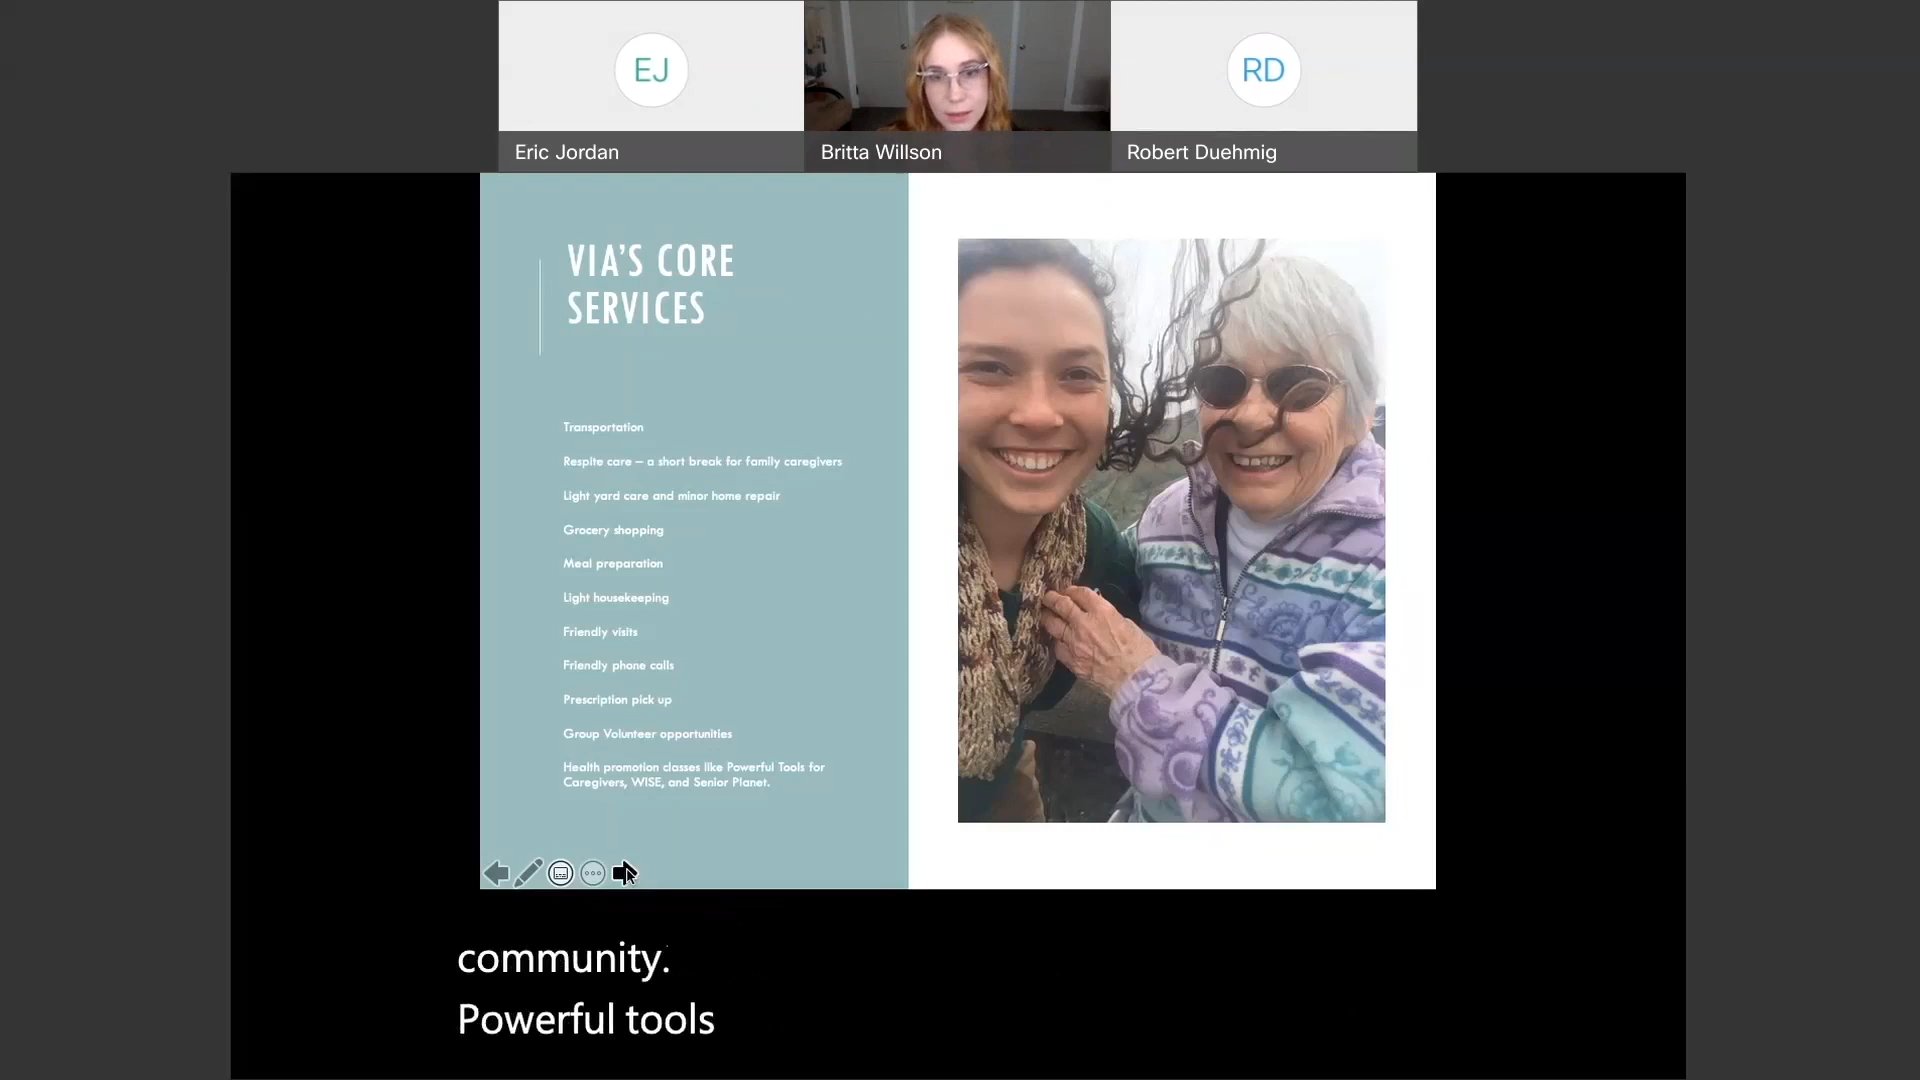 EJ
RD
Eric Jordan
Britta Willson
Robert Duehmig
VIA'S CORE
SERVICES
Transportation
Respite care – a short break for family caregivers
Light yard care and minor home repair
Grocery shopping
Meal preparation
Light housekeeping
Friendly visits
Friendly phone calls
Prescription pick up
Group Volunteer opportunities
Health promotion classes like Powerful Tools for
Caregivers, WISE, and Senior Planet.
community.
Powerful tools